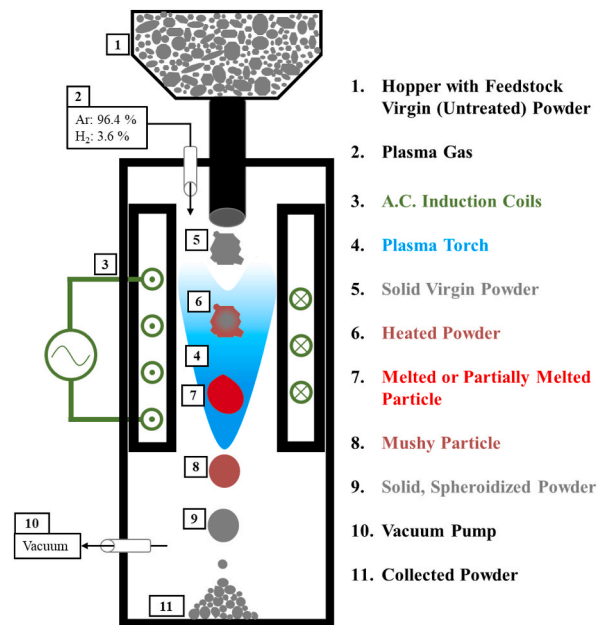 1
2
Ar: 96.4 %
H₂: 3.6 %
3
5
6
4
7
8
9
10
Vacuum
11
1. Hopper with Feedstock
Virgin (Untreated) Powder
2. Plasma Gas
3. A.C. Induction Coils
4. Plasma Torch
5. Solid Virgin Powder
6. Heated Powder
7. Melted or Partially Melted
Particle
8. Mushy Particle
9. Solid, Spheroidized Powder
10. Vacuum Pump
11. Collected Powder